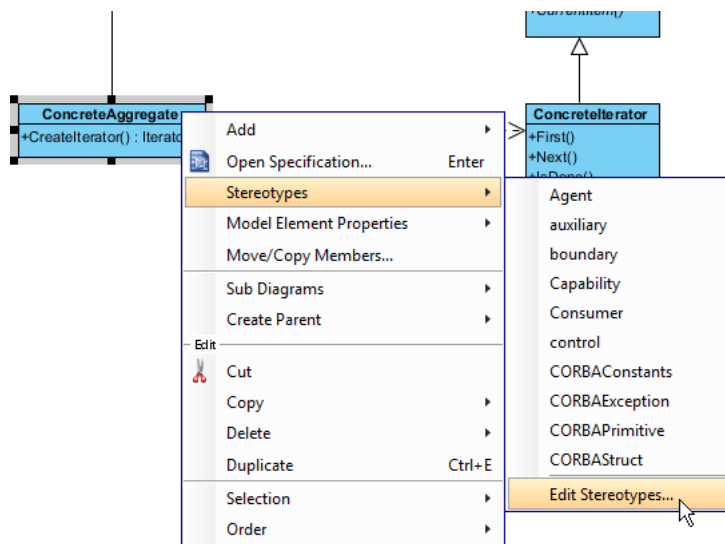 +CurrentItem()
ConcreteAggregate
+CreateIterator() : Iterato
ConcreteIterator
+First()
+Next()
+IsDone()
Add
Open Specification... Enter
Stereotypes
Model Element Properties
Move/Copy Members...
Sub Diagrams
Create Parent
Edit
Cut
Copy
Delete
Duplicate Ctrl+E
Selection
Order
Agent
auxiliary
boundary
Capability
Consumer
control
CORBAConstants
CORBAException
CORBAPrimitive
CORBAStruct
Edit Stereotypes...